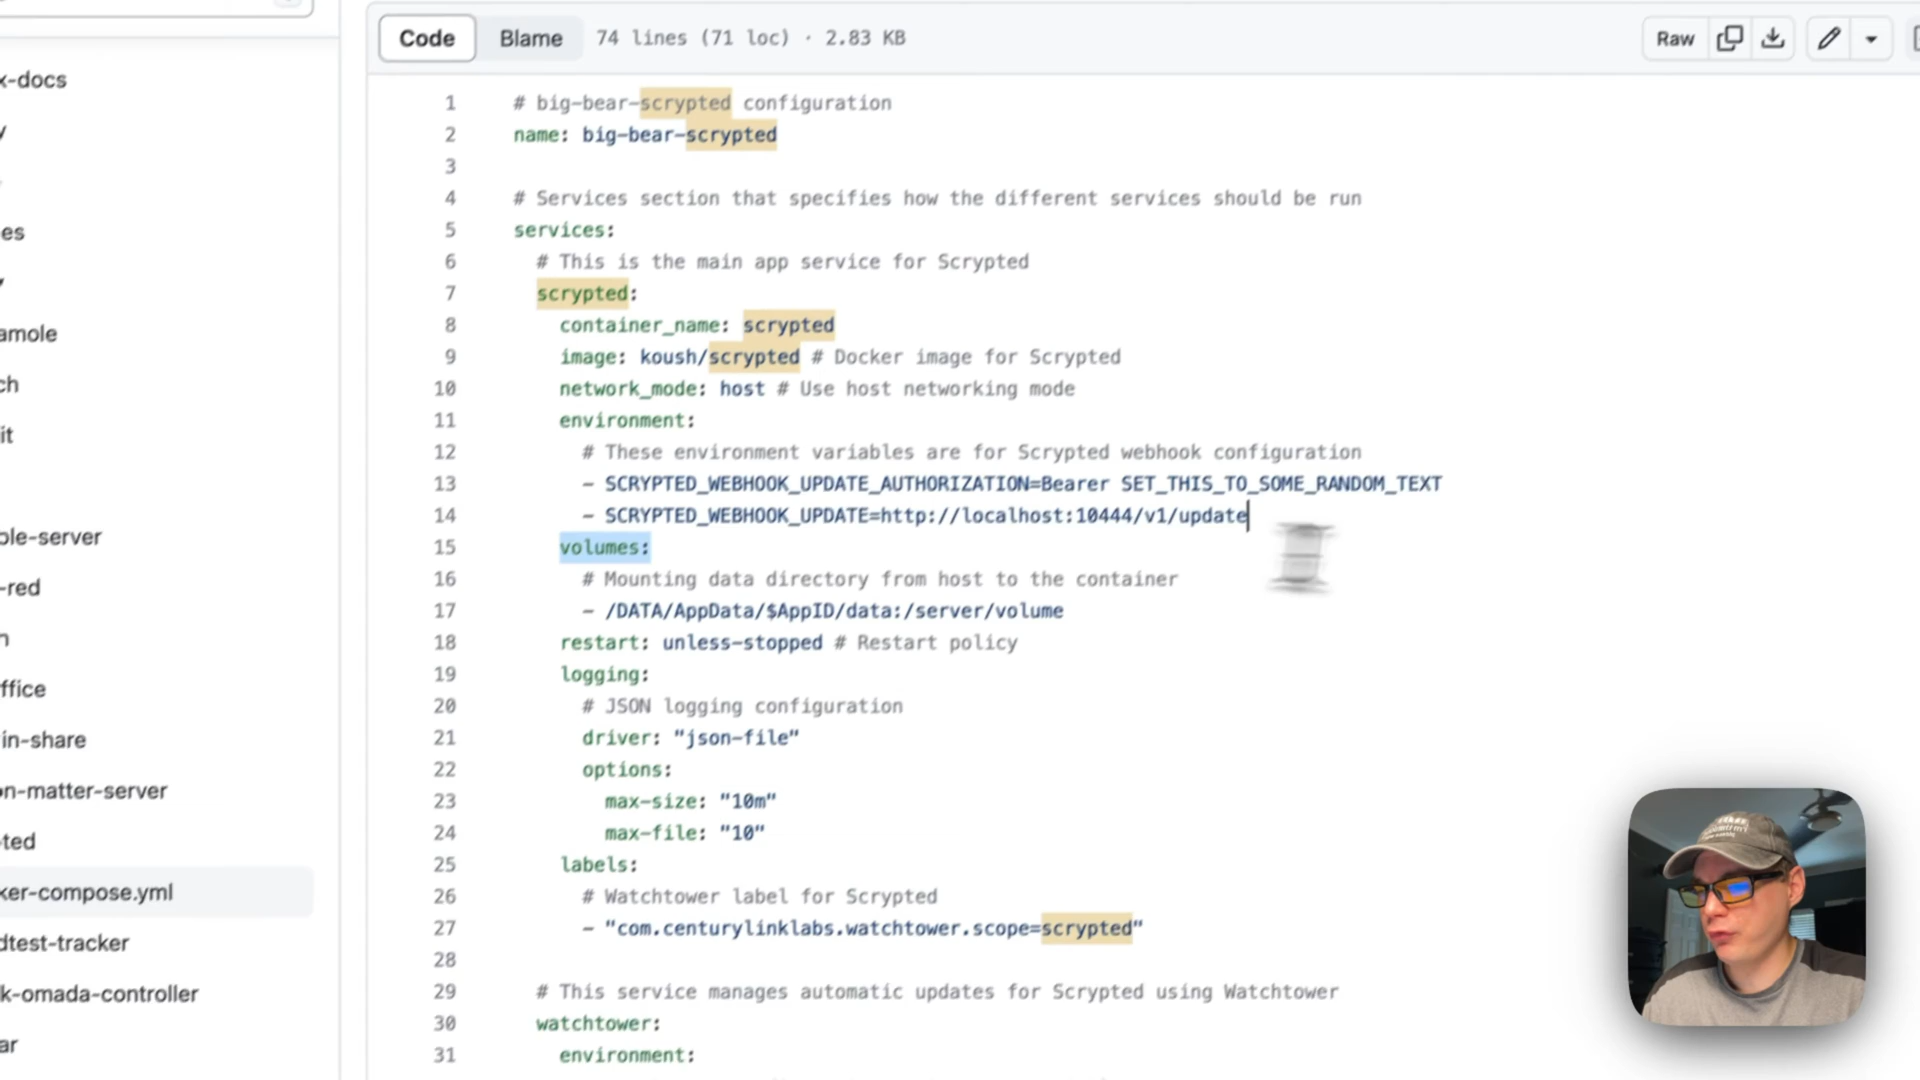 Code Blame 74 lines (71 loc) · 2.83 KB Raw
x-docs
y
es
amole
ch
it
ole-server
-red
n
ffice
in-share
on-matter-server
-ted
ker-compose.yml
dtest-tracker
k-omada-controller
ar
1 # big-bear-scrypted configuration
2 name: big-bear-scrypted
3
4 # Services section that specifies how the different services should be run
5 services:
6 # This is the main app service for Scrypted
7 scrypted:
8 container_name: scrypted
9 image: koush/scrypted # Docker image for Scrypted
10 network_mode: host # Use host networking mode
11 environment:
12 # These environment variables are for Scrypted webhook configuration
13 - SCRYPTED_WEBHOOK_UPDATE_AUTHORIZATION=Bearer SET_THIS_TO_SOME_RANDOM_TEXT
14 - SCRYPTED_WEBHOOK_UPDATE=http://localhost:10444/v1/update
15 volumes:
16 # Mounting data directory from host to the container
17 - /DATA/AppData/$AppID/data:/server/volume
18 restart: unless-stopped # Restart policy
19 logging:
20 # JSON logging configuration
21 driver: "json-file"
22 options:
23 max-size: "10m"
24 max-file: "10"
25 labels:
26 # Watchtower label for Scrypted
27 - "com.centurylinklabs.watchtower.scope=scrypted"
28
29 # This service manages automatic updates for Scrypted using Watchtower
30 watchtower:
31 environment: